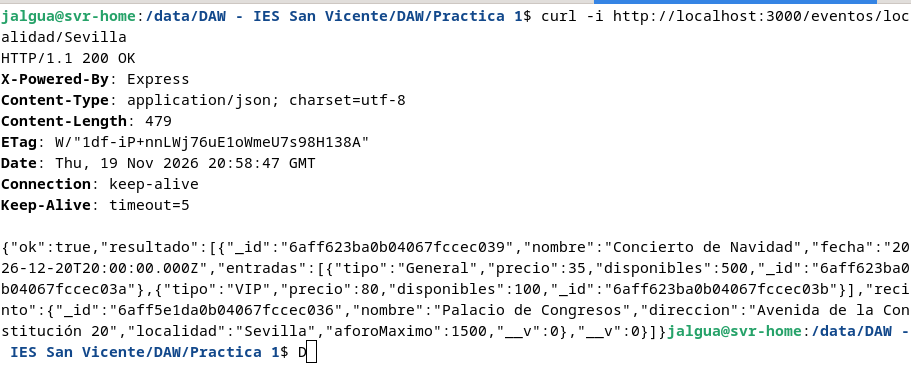 jalgua@svr-home:/data/DAW - IES San Vicente/DAW/Practica 1$ curl -i http://localhost:3000/eventos/loc
alidad/Sevilla
HTTP/1.1 200 OK
X-Powered-By: Express
Content-Type: application/json; charset=utf-8
Content-Length: 479
ETag: W/"1df-iP+nnLWj76uE1oWmeU7s98H138A"
Date: Thu, 19 Nov 2026 20:58:47 GMT
Connection: keep-alive
Keep-Alive: timeout=5

{"ok":true,"resultado":[{"_id":"6aff623ba0b04067fccec039","nombre":"Concierto de Navidad","fecha":"20
26-12-20T20:00:00.000Z","entradas":[{"tipo":"General","precio":35,"disponibles":500,"_id":"6aff623ba0
b04067fccec03a"},{"tipo":"VIP","precio":80,"disponibles":100,"_id":"6aff623ba0b04067fccec03b"}],"reci
nto":{"_id":"6aff5e1da0b04067fccec036","nombre":"Palacio de Congresos","direccion":"Avenida de la Con
stitución 20","localidad":"Sevilla","aforoMaximo":1500,"__v":0},"__v":0}]}jalgua@svr-home:/data/DAW -
 IES San Vicente/DAW/Practica 1$ D